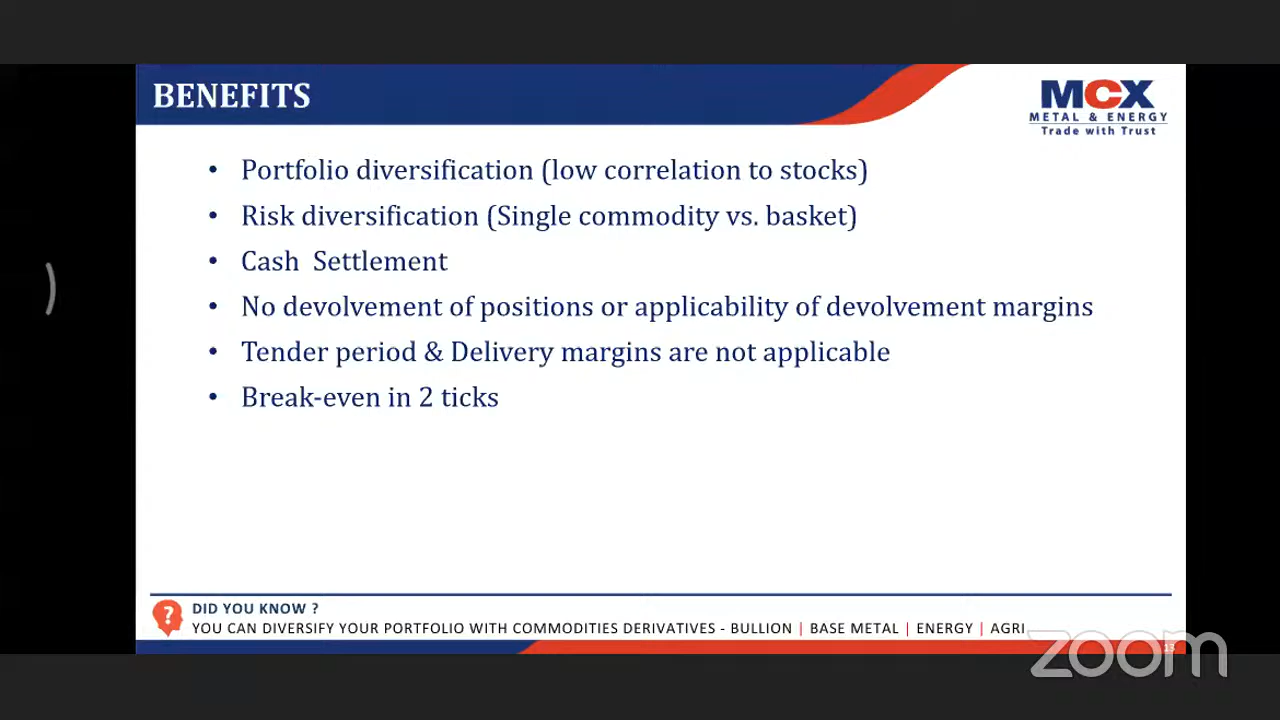 BENEFITS
MCX
METAL & ENERGY
Trade with Trust
• Portfolio diversification (low correlation to stocks)
• Risk diversification (Single commodity vs. basket)
• Cash Settlement
• No devolvement of positions or applicability of devolvement margins
• Tender period & Delivery margins are not applicable
• Break-even in 2 ticks
?
DID YOU KNOW ?
YOU CAN DIVERSIFY YOUR PORTFOLIO WITH COMMODITIES DERIVATIVES - BULLION | BASE METAL | ENERGY | AGRI
13
zoom